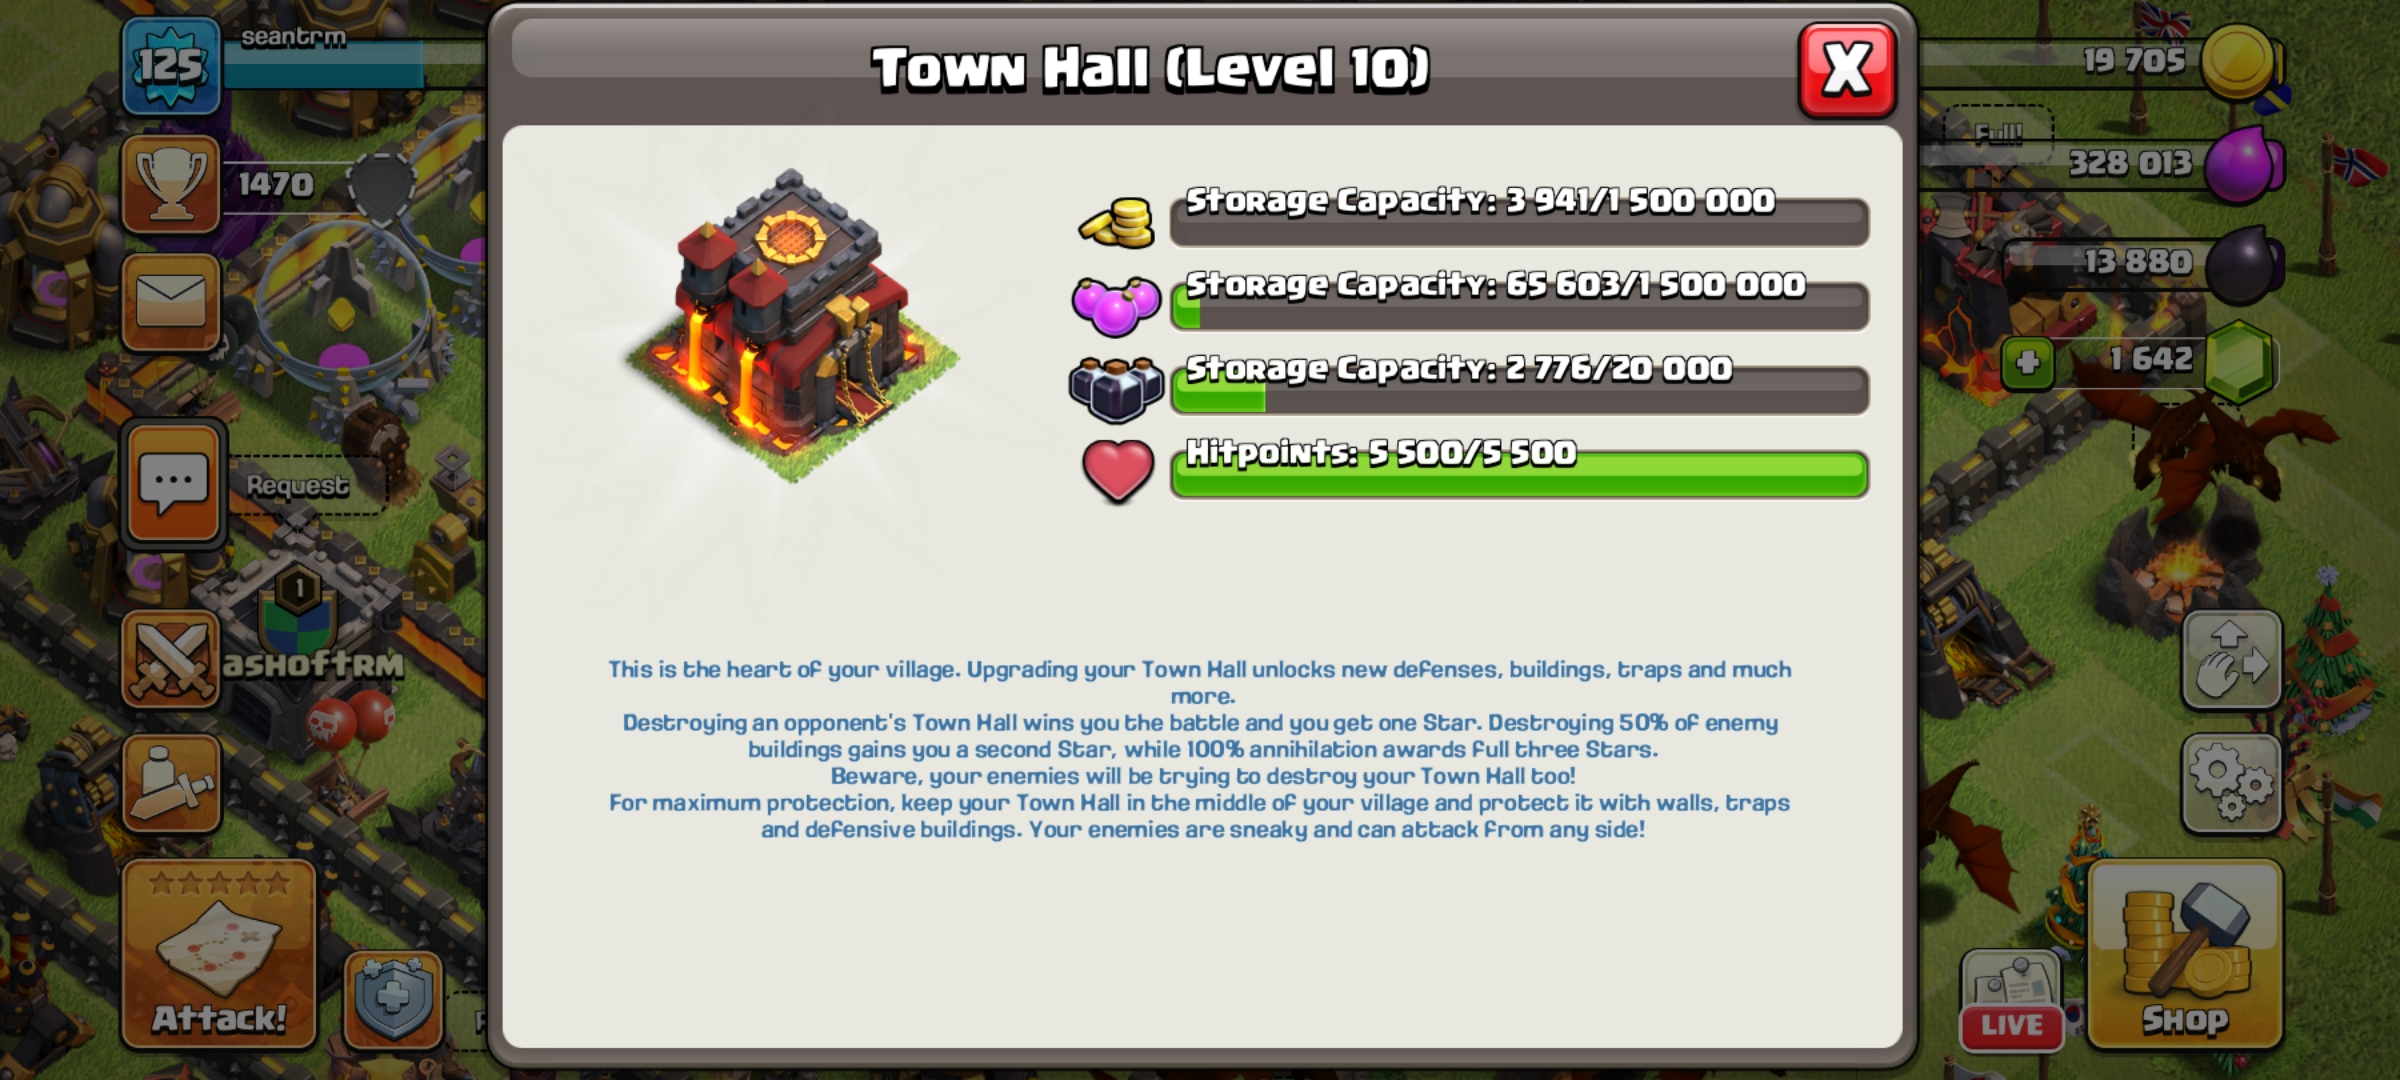 125
seantrm
Town Hall (Level 10)
X
19 705
Full!
328 013
1470
Storage Capacity: 3 941/1 500 000
Storage Capacity: 65 603/1 500 000
13 880
Storage Capacity: 2 776/20 000
1 642
Hitpoints: 5 500/5 500
Request
1
ashoftrm
This is the heart of your village. Upgrading your Town Hall unlocks new defenses, buildings, traps and much
more.
Destroying an opponent's Town Hall wins you the battle and you get one Star. Destroying 50% of enemy
buildings gains you a second Star, while 100% annihilation awards full three Stars.
Beware, your enemies will be trying to destroy your Town Hall too!
For maximum protection, keep your Town Hall in the middle of your village and protect it with walls, traps
and defensive buildings. Your enemies are sneaky and can attack from any side!
Attack!
LIVE
Shop